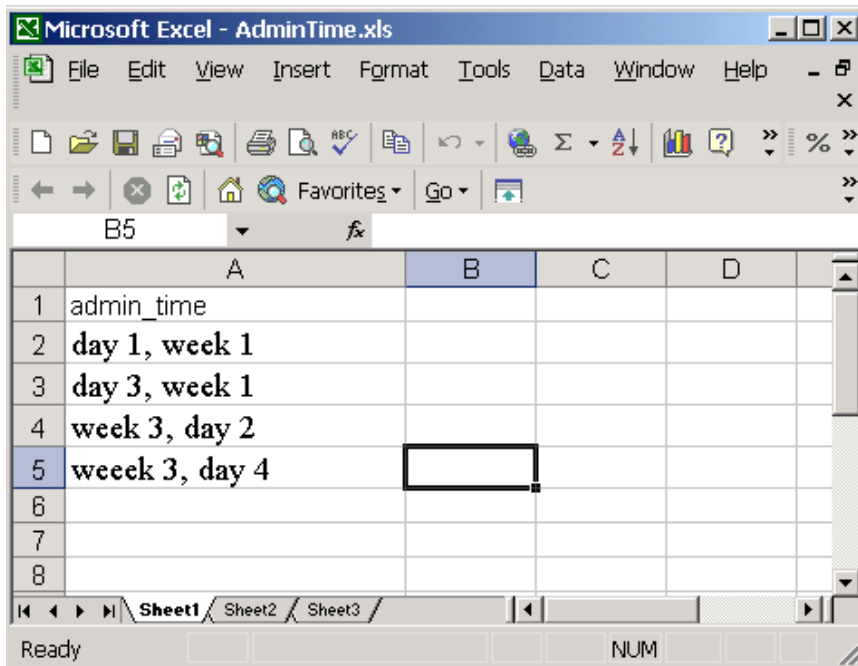 Microsoft Excel - AdminTime.xls
File Edit View Insert Format Tools Data Window Help
ABC Σ A Z ? » % »
Favorites Go »
B5 fx
A B C D
1 admin_time
2 day 1, week 1
3 day 3, week 1
4 week 3, day 2
5 weeek 3, day 4
6
7
8
Sheet1 Sheet2 Sheet3
Ready NUM